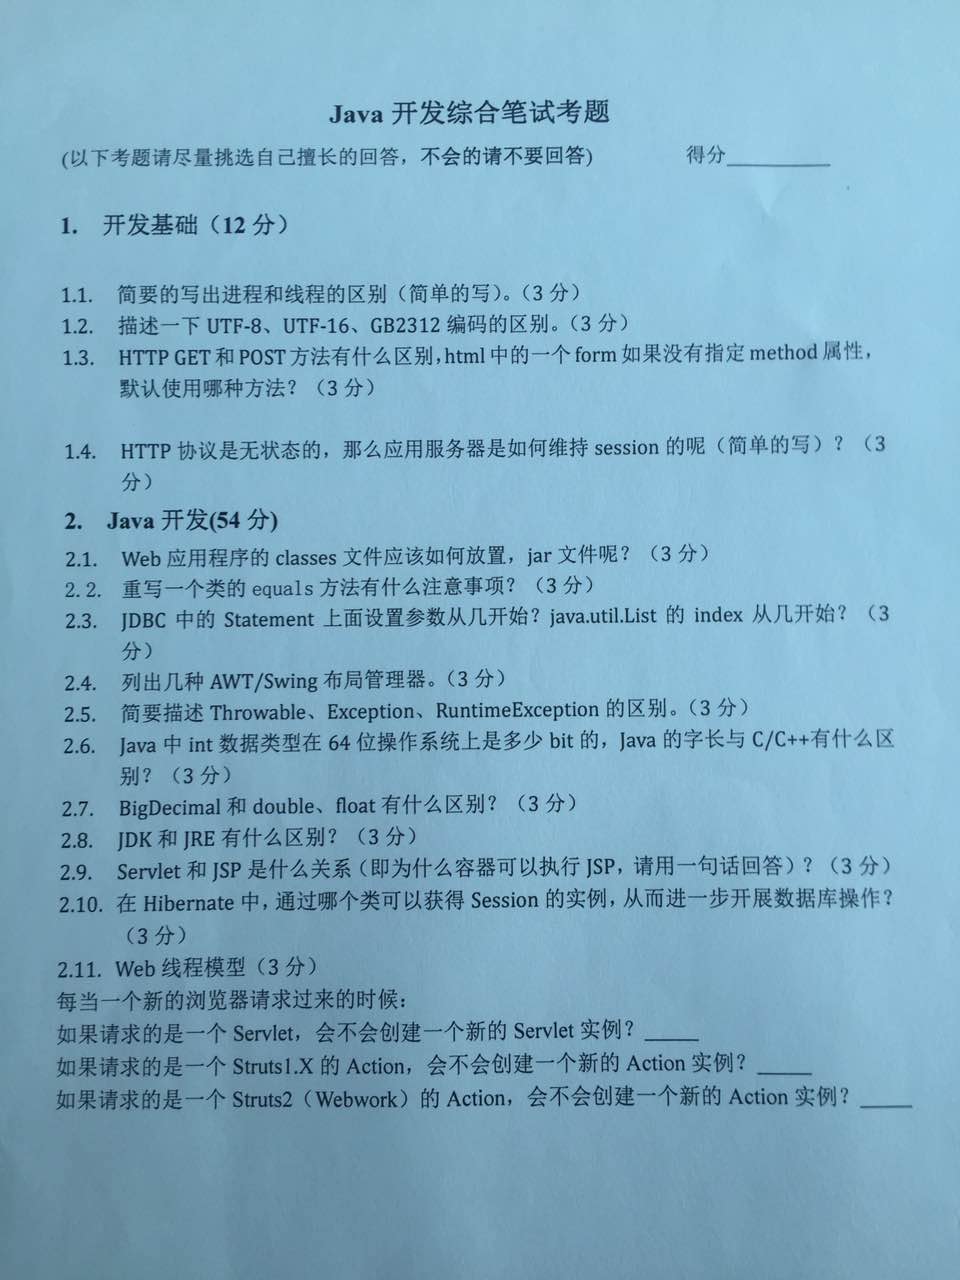 Java 开发综合笔试考题
(以下考题请尽量挑选自己擅长的回答，不会的请不要回答) 得分________
1. 开发基础（12 分）
1.1. 简要的写出进程和线程的区别（简单的写）。（3 分）
1.2. 描述一下 UTF-8、UTF-16、GB2312 编码的区别。（3 分）
1.3. HTTP GET 和 POST 方法有什么区别，html 中的一个 form 如果没有指定 method 属性，
默认使用哪种方法？（3 分）
1.4. HTTP 协议是无状态的，那么应用服务器是如何维持 session 的呢（简单的写）？（3
分）
2. Java 开发(54 分)
2.1. Web 应用程序的 classes 文件应该如何放置，jar 文件呢？（3 分）
2.2. 重写一个类的 equals 方法有什么注意事项？（3 分）
2.3. JDBC 中的 Statement 上面设置参数从几开始？java.util.List 的 index 从几开始？（3
分）
2.4. 列出几种 AWT/Swing 布局管理器。（3 分）
2.5. 简要描述 Throwable、Exception、RuntimeException 的区别。（3 分）
2.6. Java 中 int 数据类型在 64 位操作系统上是多少 bit 的，Java 的字长与 C/C++有什么区
别？（3 分）
2.7. BigDecimal 和 double、float 有什么区别？（3 分）
2.8. JDK 和 JRE 有什么区别？（3 分）
2.9. Servlet 和 JSP 是什么关系（即为什么容器可以执行 JSP，请用一句话回答）？（3 分）
2.10. 在 Hibernate 中，通过哪个类可以获得 Session 的实例，从而进一步开展数据库操作？
（3 分）
2.11. Web 线程模型（3 分）
每当一个新的浏览器请求过来的时候：
如果请求的是一个 Servlet，会不会创建一个新的 Servlet 实例？_____
如果请求的是一个 Struts1.X 的 Action，会不会创建一个新的 Action 实例？_____
如果请求的是一个 Struts2（Webwork）的 Action，会不会创建一个新的 Action 实例？_____